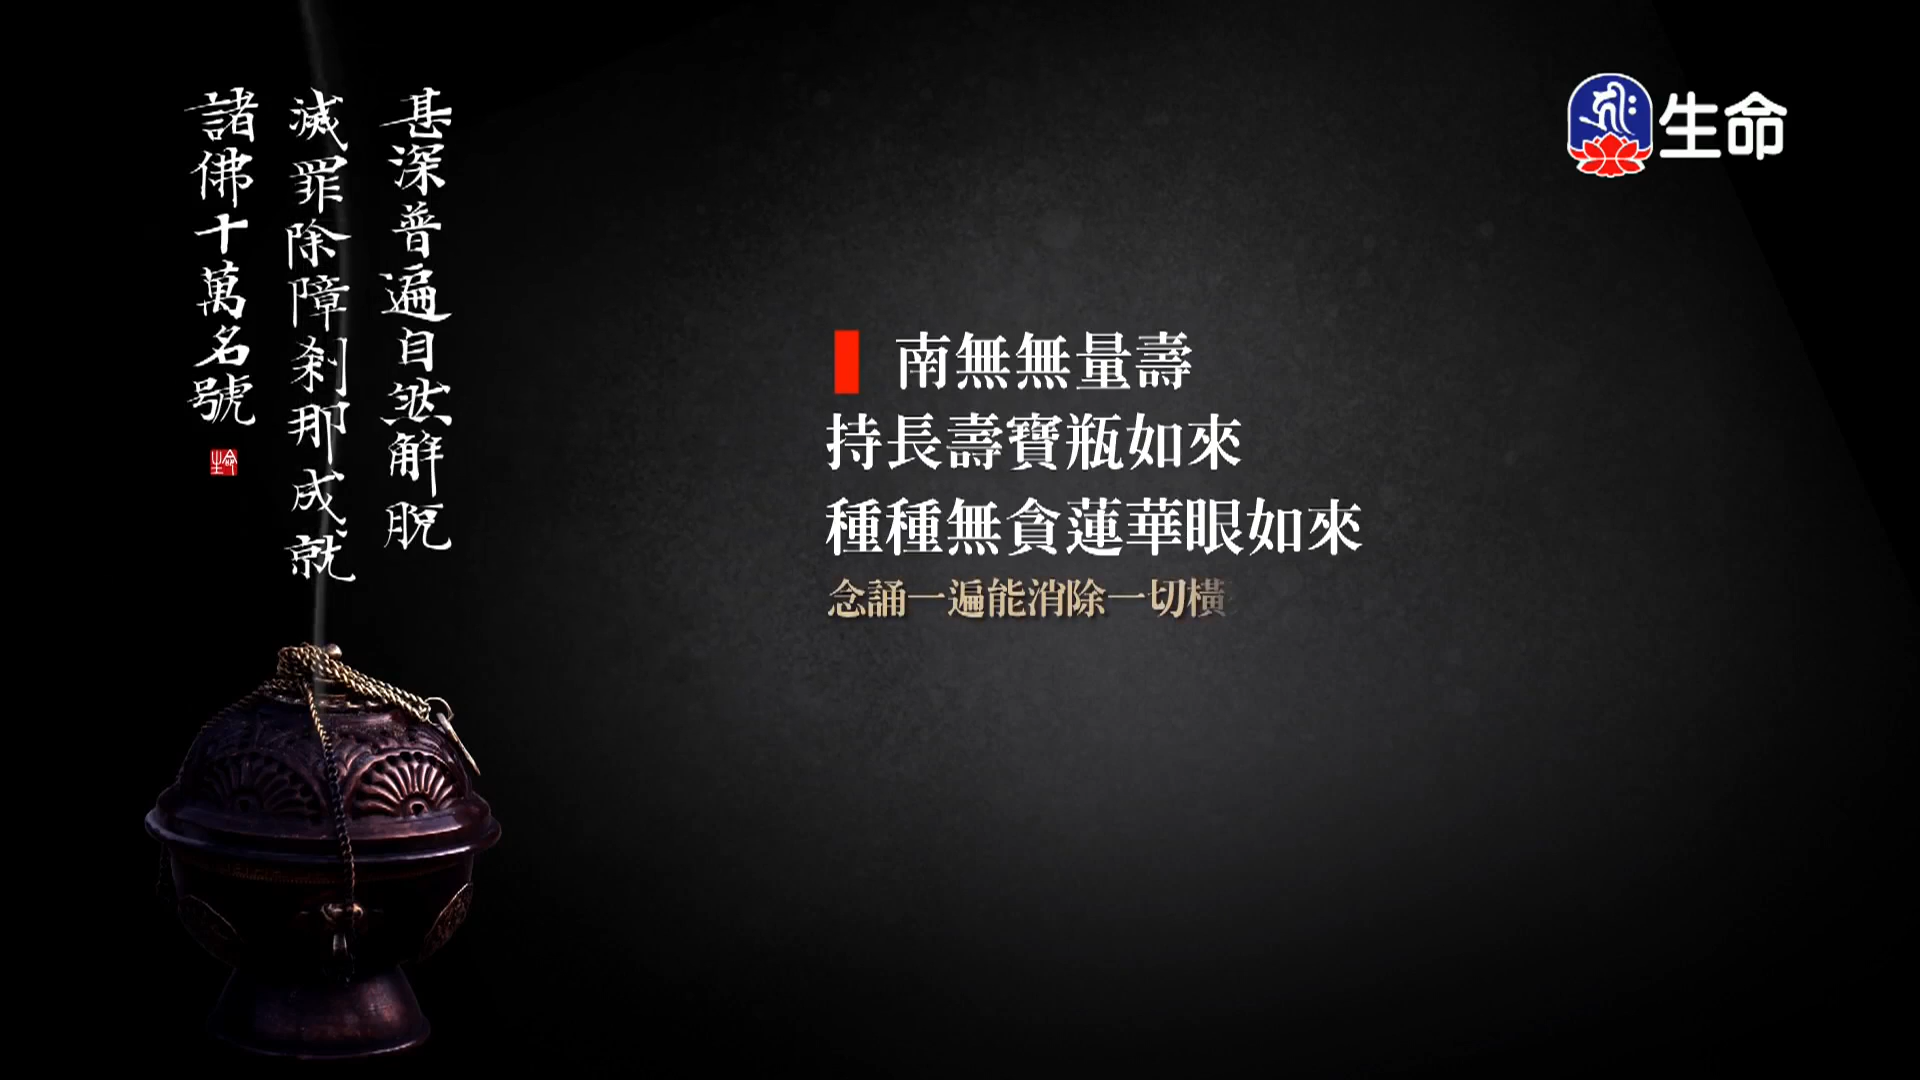 甚深普遍自然解脫
滅罪除障剎那成就
諸佛十萬名號
生命
南無無量壽
持長壽寶瓶如來
種種無貪蓮華眼如來
念誦一遍能消除一切橫
生命